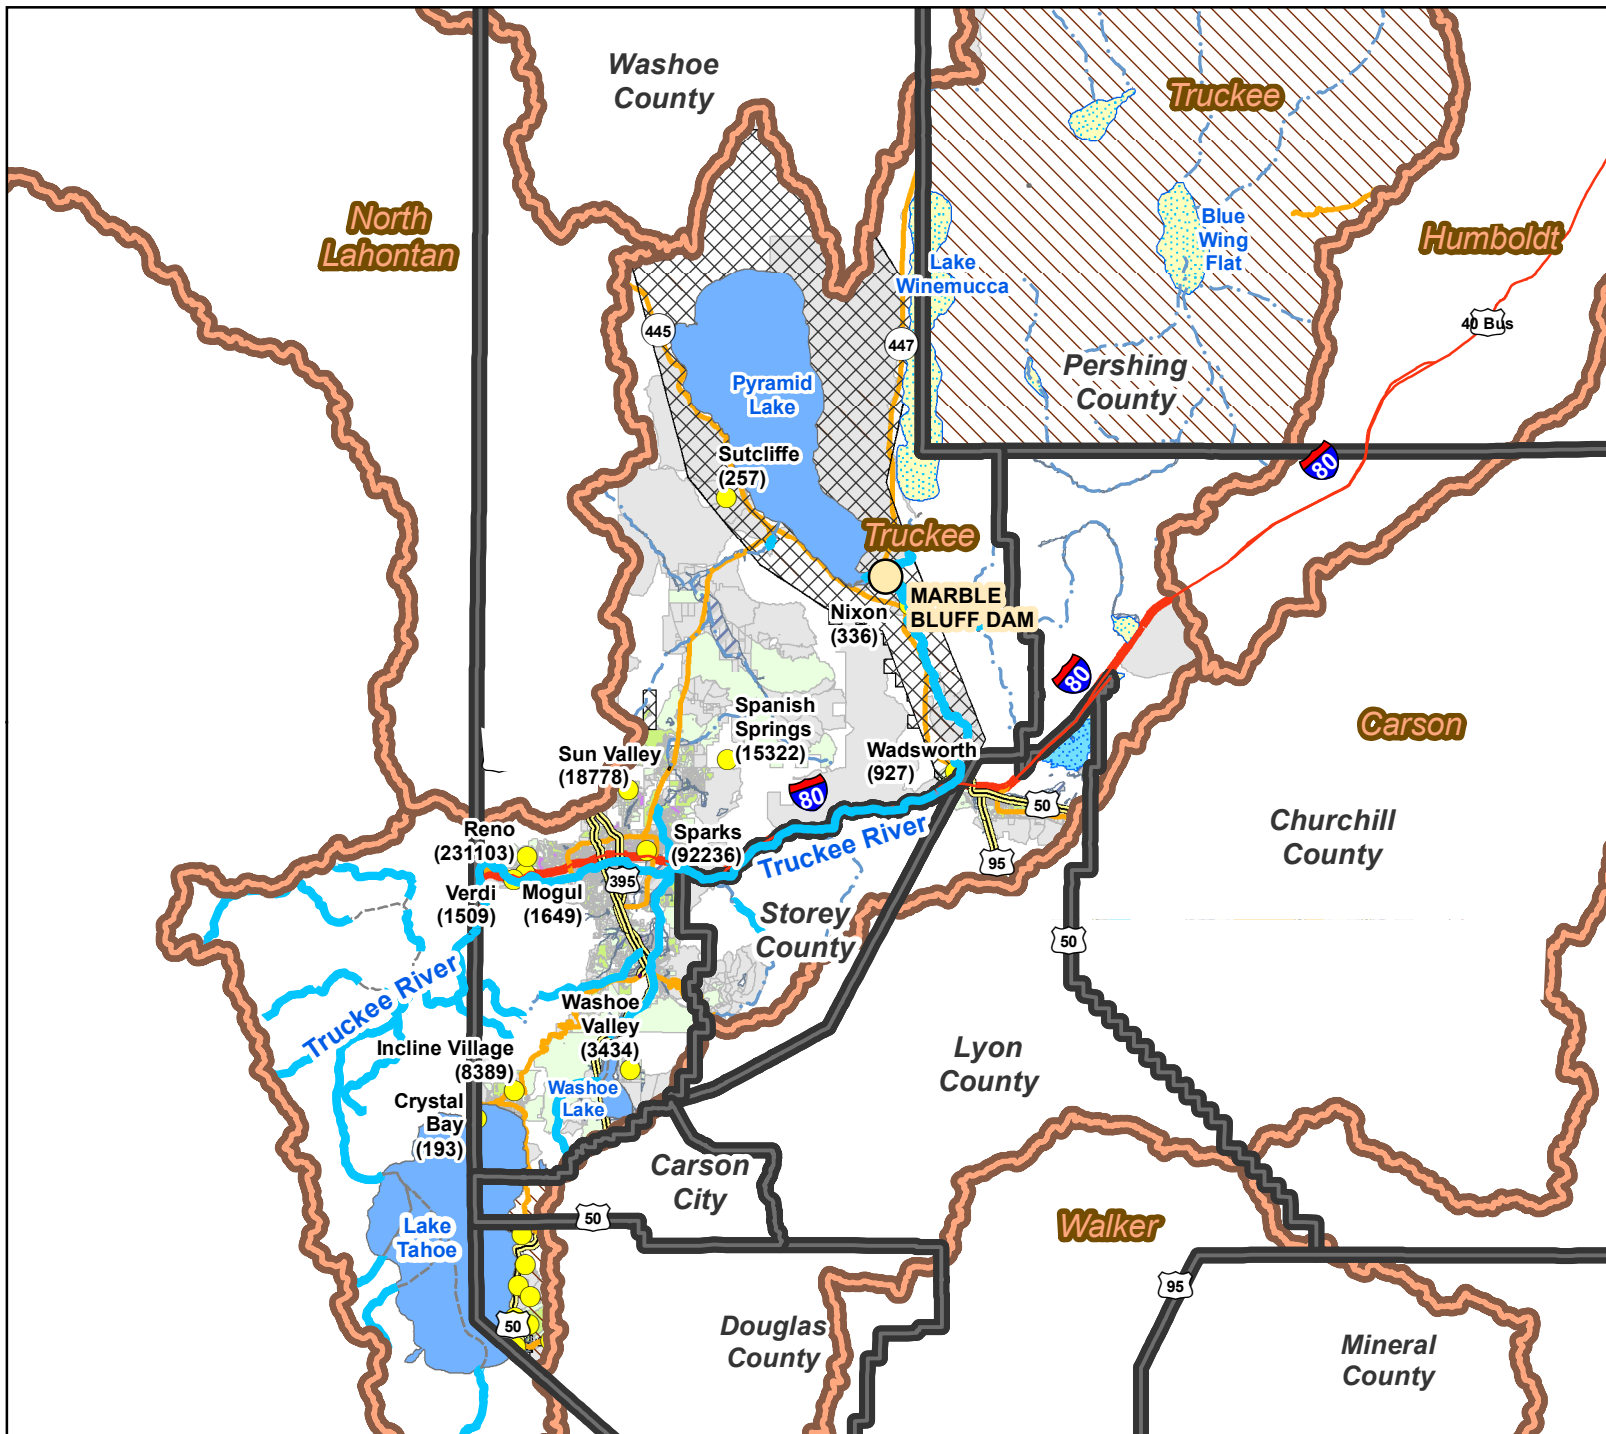 Washoe
County
Truckee
North
Lahontan
Blue
Wing
Flat
Humboldt
Lake
Winnemucca
40 Bus
445
447
Pershing
County
Pyramid
Lake
Sutcliffe
(257)
80
Truckee
MARBLE
BLUFF DAM
Nixon
(336)
80
Spanish
Springs
(15322)
Sun Valley
(18778)
Wadsworth
(927)
Carson
80
50
Reno
(231103)
Sparks
(92236)
Truckee River
Churchill
County
95
395
Verdi
(1509)
Mogul
(1649)
Storey
County
50
Truckee River
Washoe
Valley
(3434)
Incline Village
(8389)
Lyon
County
Washoe
Lake
Crystal
Bay
(193)
Carson
City
50
Lake
Tahoe
Walker
95
50
Douglas
County
Mineral
County